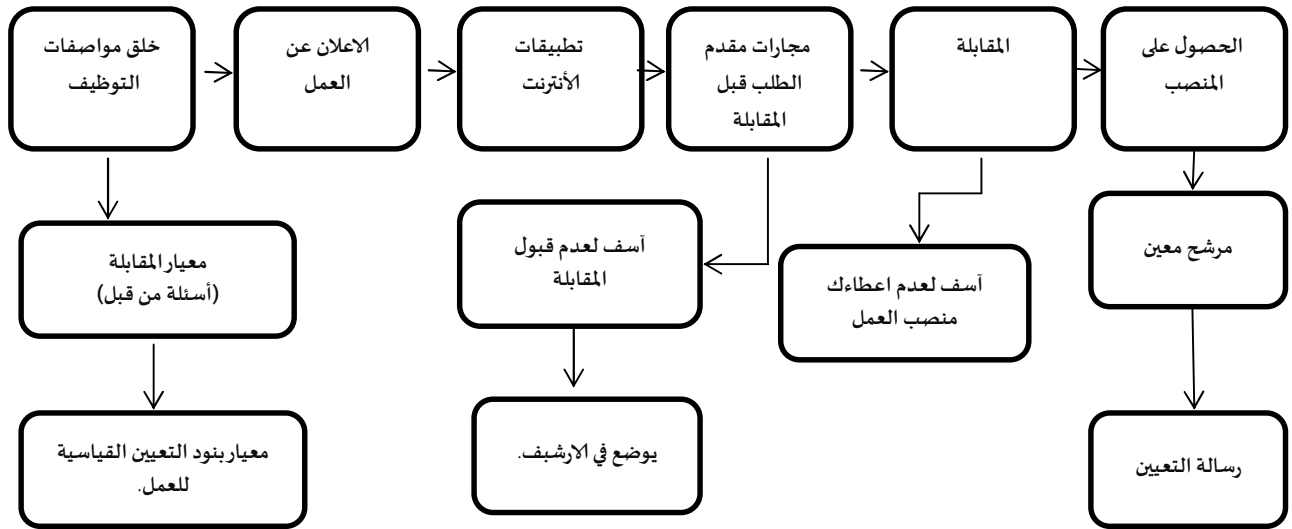 خلق مواصفات
التوظيف
الاعلان عن
العمل
تطبيقات
الأنترنت
مجارات مقدم
الطلب قبل
المقابلة
المقابلة
الحصول على
المنصب
معيار المقابلة
(أسئلة من قبل)
آسف لعدم قبول
المقابلة
آسف لعدم اعطاءك
منصب العمل
مرشح معين
معيار بنود التعيين القياسية
للعمل.
يوضع في الارشبف.
رسالة التعيين